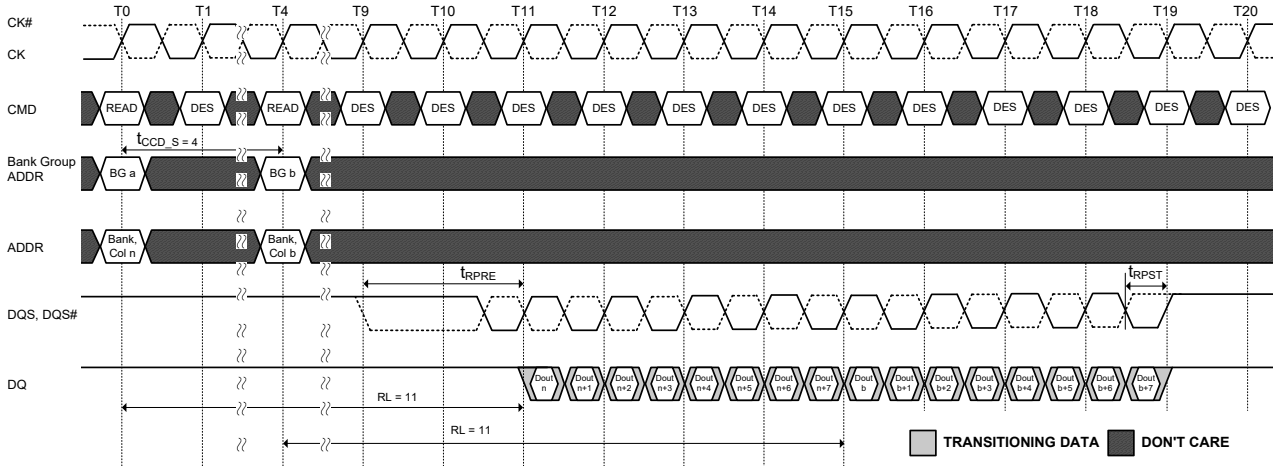 T0 T1 T4 T9 T10 T11 T12 T13 T14 T15 T16 T17 T18 T19 T20
CK#
CK
CMD READ DES READ DES DES DES DES DES DES DES DES DES DES DES DES
tCCD_S = 4
Bank Group
ADDR BG a BG b
ADDR Bank, Col n Bank, Col b
tRPRE tRPST
DQS, DQS#
DQ Dout n Dout n+1 Dout n+2 Dout n+3 Dout n+4 Dout n+5 Dout n+6 Dout n+7 Dout b Dout b+1 Dout b+2 Dout b+3 Dout b+4 Dout b+5 Dout b+6 Dout b+7
RL = 11
RL = 11
TRANSITIONING DATA DON'T CARE